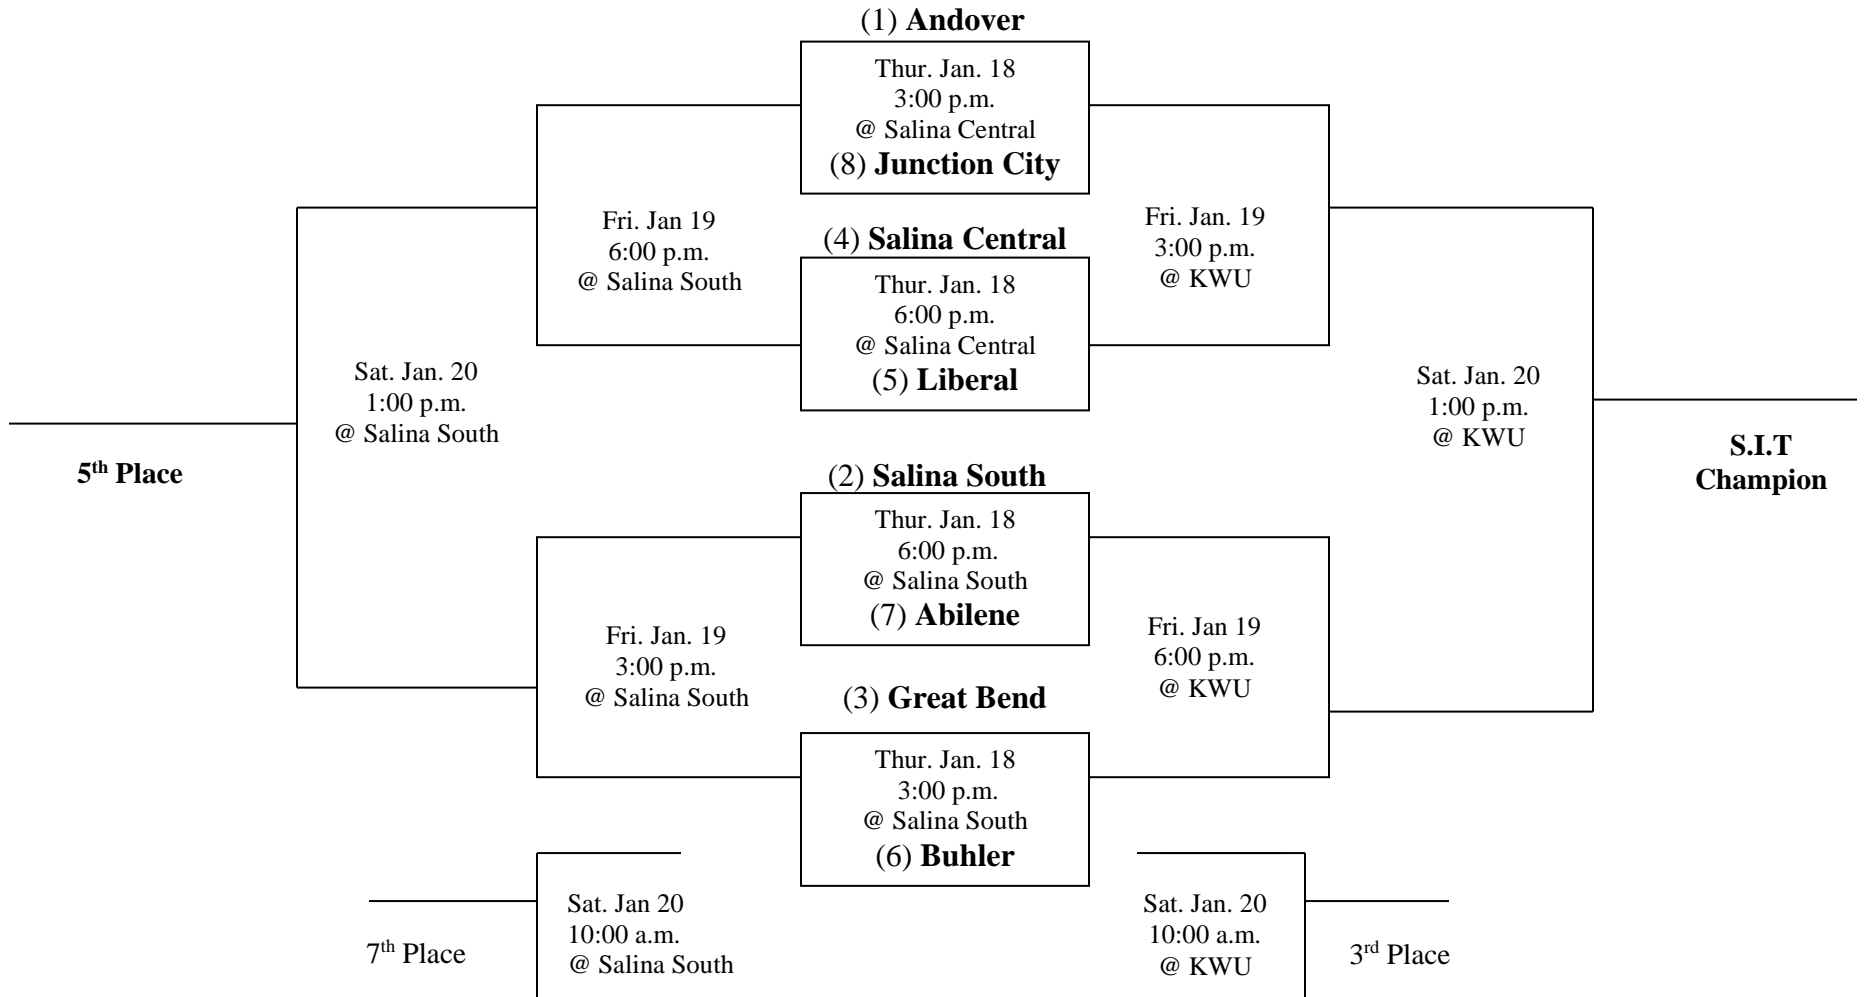 (1) Andover
Thur. Jan. 18
3:00 p.m.
@ Salina Central
(8) Junction City
Fri. Jan 19
6:00 p.m.
@ Salina South
(4) Salina Central
Thur. Jan. 18
6:00 p.m.
@ Salina Central
(5) Liberal
Fri. Jan. 19
3:00 p.m.
@ KWU
Sat. Jan. 20
1:00 p.m.
@ Salina South
5th Place
Sat. Jan. 20
1:00 p.m.
@ KWU
S.I.T
Champion
(2) Salina South
Thur. Jan. 18
6:00 p.m.
@ Salina South
(7) Abilene
Fri. Jan. 19
3:00 p.m.
@ Salina South
Fri. Jan 19
6:00 p.m.
@ KWU
(3) Great Bend
Thur. Jan. 18
3:00 p.m.
@ Salina South
(6) Buhler
Sat. Jan 20
10:00 a.m.
@ Salina South
7th Place
Sat. Jan. 20
10:00 a.m.
@ KWU
3rd Place